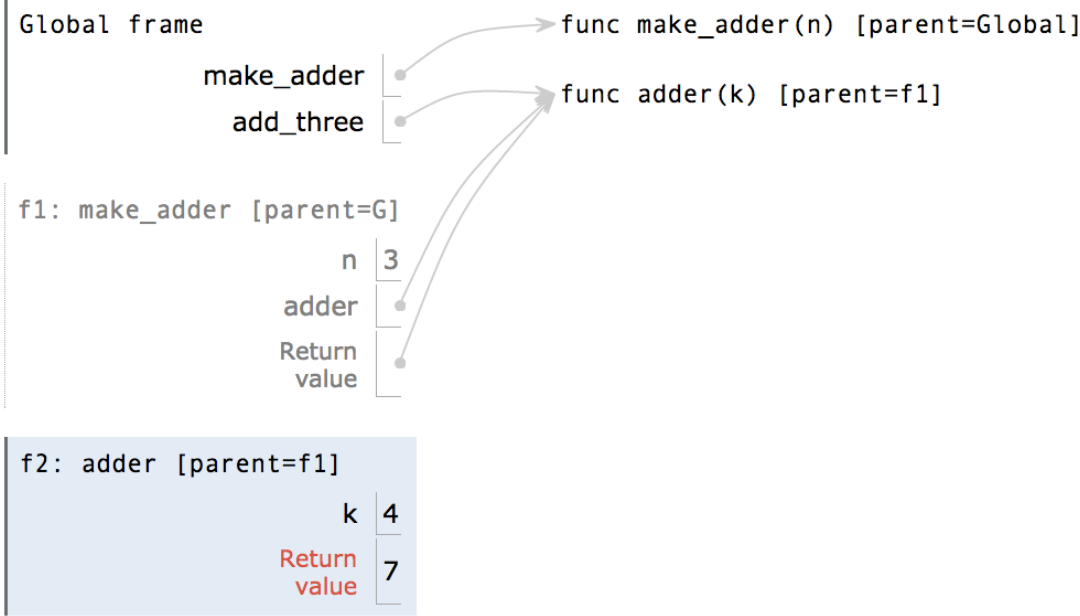 Global frame
make_adder
add_three
func make_adder(n) [parent=Global]
func adder(k) [parent=f1]
f1: make_adder [parent=G]
n 3
adder
Return
value
f2: adder [parent=f1]
k 4
Return
value 7